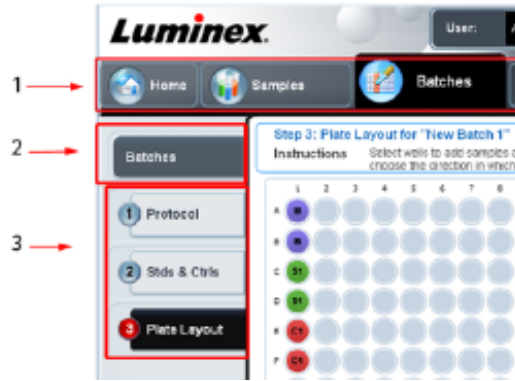 Luminex
User:
1 Home Samples Batches
2 Batches
Step 3: Plate Layout for "New Batch 1"
Instructions Select wells to add samples
choose the direction in which
1 2 3 4 5 6 7 8
3
1 Protocol
2 Stds & Ctrls
3 Plate Layout
A B
B B
C S1
D S1
E C1
F C1